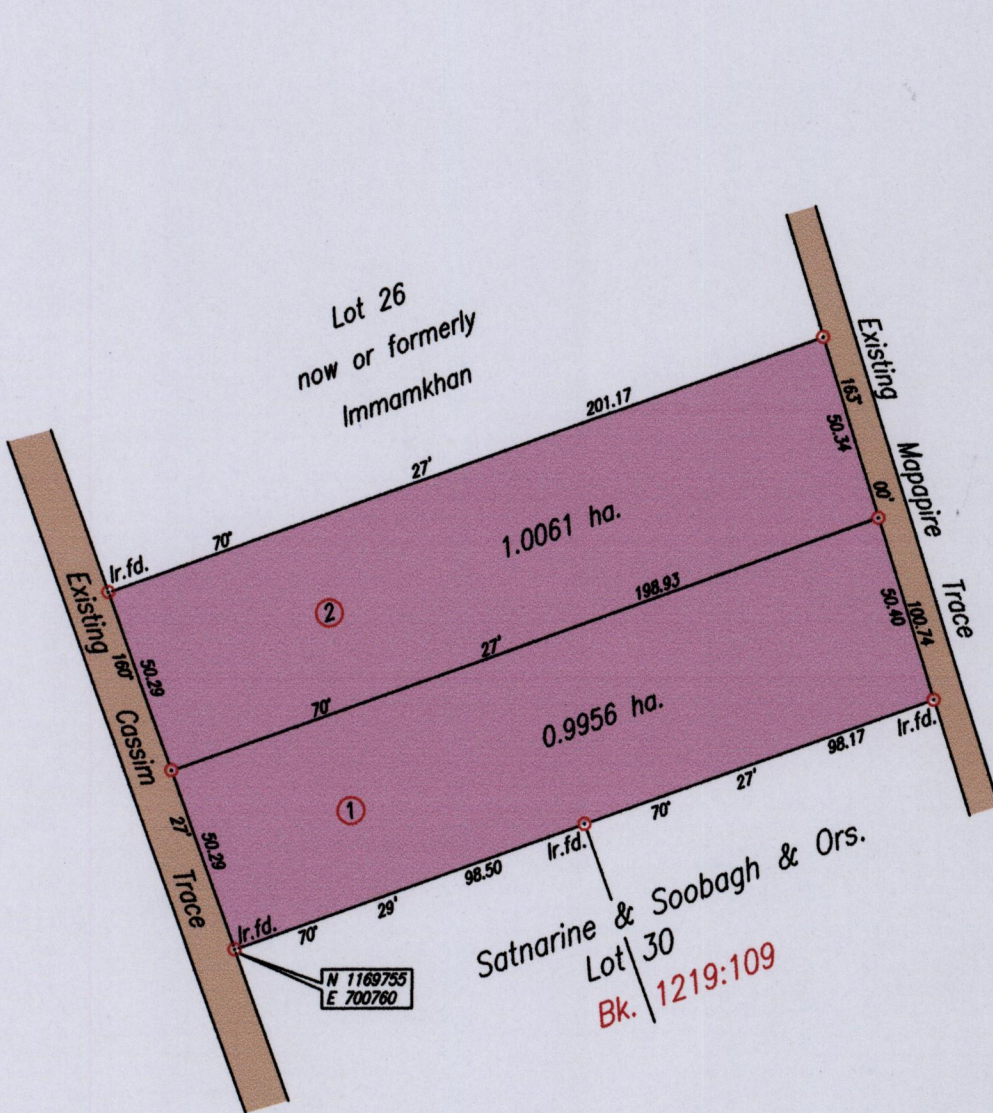 Lot 26
now or formerly
Immamkhan
Existing
Mapapire
Trace
163°
50.34
00'
50.40
100.74
201.17
27'
70°
Ir.fd.
1.0061 ha.
2
198.93
27'
70°
0.9956 ha.
1
Existing
Cassim
Trace
160°
50.29
27'
50.29
Ir.fd.
70°
29'
98.50
Ir.fd.
70°
27'
98.17
Ir.fd.
N 1169755
E 700760
Satnarine & Soobagh & Ors.
Lot 30
Bk. 1219:109